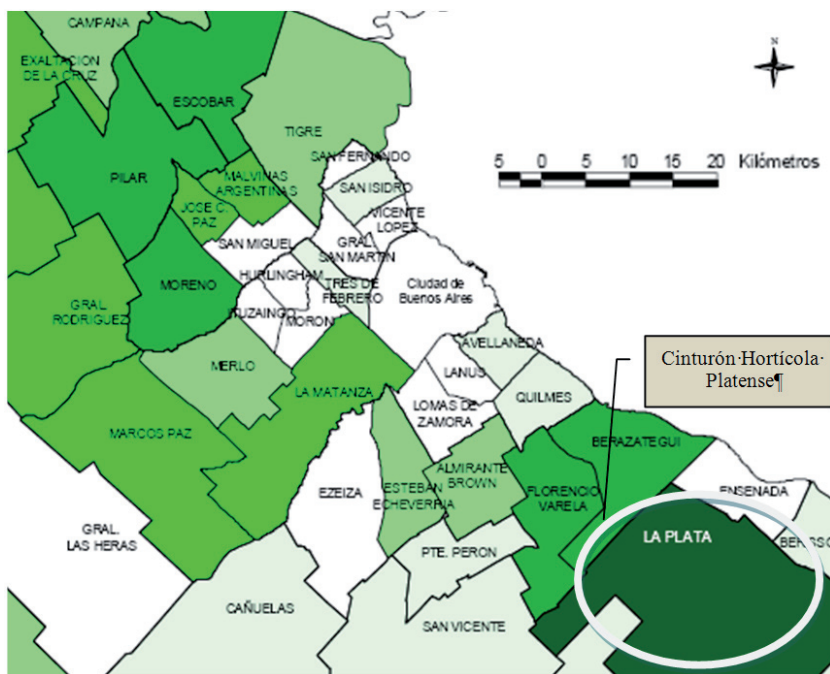 CAMPANA
EXALTACION
DE LA CRUZ
ESCOBAR
TIGRE
N
5 0 5 10 15 20 Kilómetros
SAN FERNANDO
PILAR
MALVINAS
ARGENTINAS
SAN ISIDRO
JOSE C.
PAZ
VICENTE
LOPEZ
SAN MIGUEL
GRAL.
SAN MARTIN
HURLINGHAM
MORENO
TRES DE
FEBRERO
Ciudad de
Buenos Aires
GRAL
RODRIGUEZ
ITUZAINGO
MORON
AVELLANEDA
MERLO
LANUS
Cinturón·Hortícola·
Platense¶
LA MATANZA
QUILMES
LOMAS DE
ZAMORA
MARCOS PAZ
BERAZATEGUI
ALMIRANTE
BROWN
EZEIZA
ESTEBAN
ECHEVERRIA
FLORENCIO
VARELA
ENSENADA
GRAL.
LAS HERAS
LA PLATA
BERISSO
PTE. PERON
CAÑUELAS
SAN VICENTE